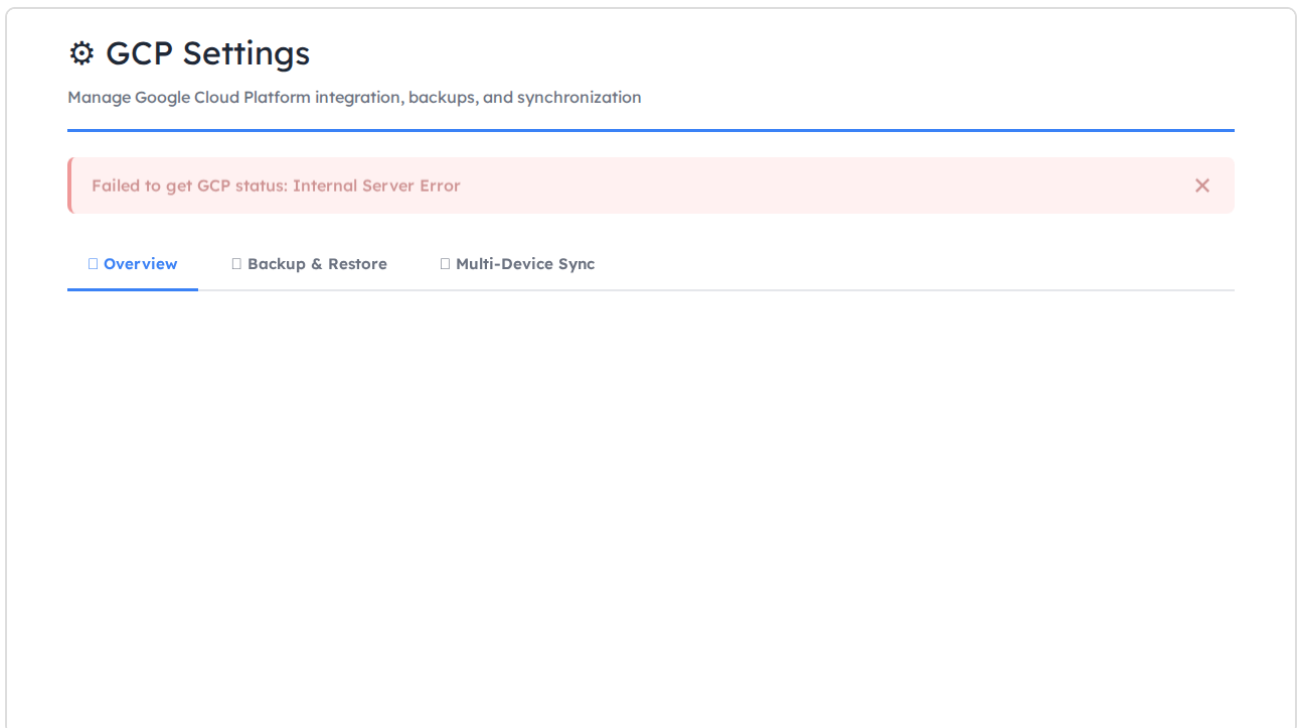 ⚙ GCP Settings
Manage Google Cloud Platform integration, backups, and synchronization
Failed to get GCP status: Internal Server Error ✕
Overview Backup & Restore Multi-Device Sync